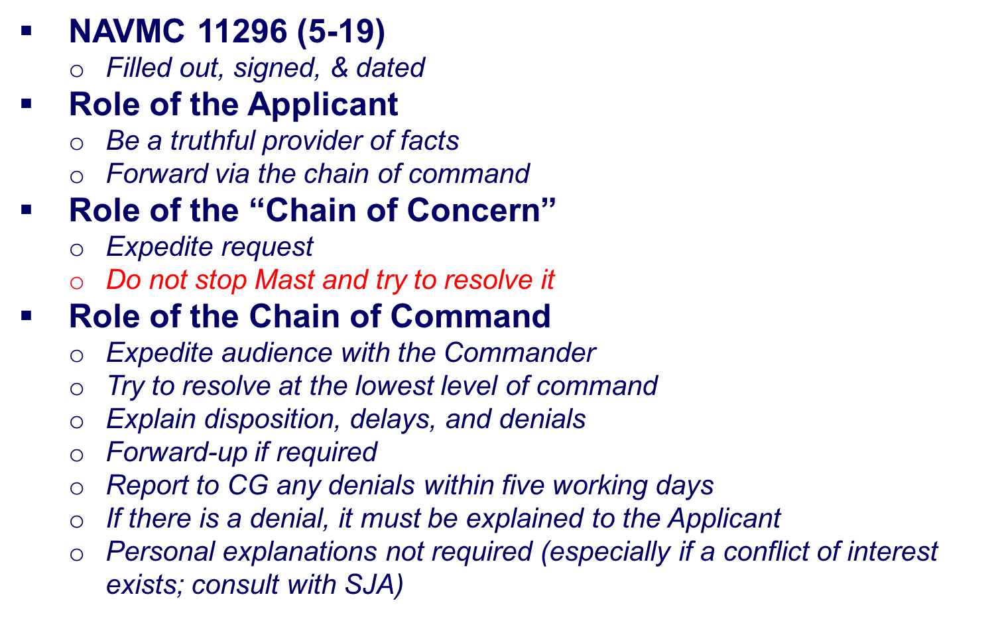 ▪ NAVMC 11296 (5-19)
o Filled out, signed, & dated
▪ Role of the Applicant
o Be a truthful provider of facts
o Forward via the chain of command
▪ Role of the “Chain of Concern”
o Expedite request
o Do not stop Mast and try to resolve it
▪ Role of the Chain of Command
o Expedite audience with the Commander
o Try to resolve at the lowest level of command
o Explain disposition, delays, and denials
o Forward-up if required
o Report to CG any denials within five working days
o If there is a denial, it must be explained to the Applicant
o Personal explanations not required (especially if a conflict of interest
exists; consult with SJA)